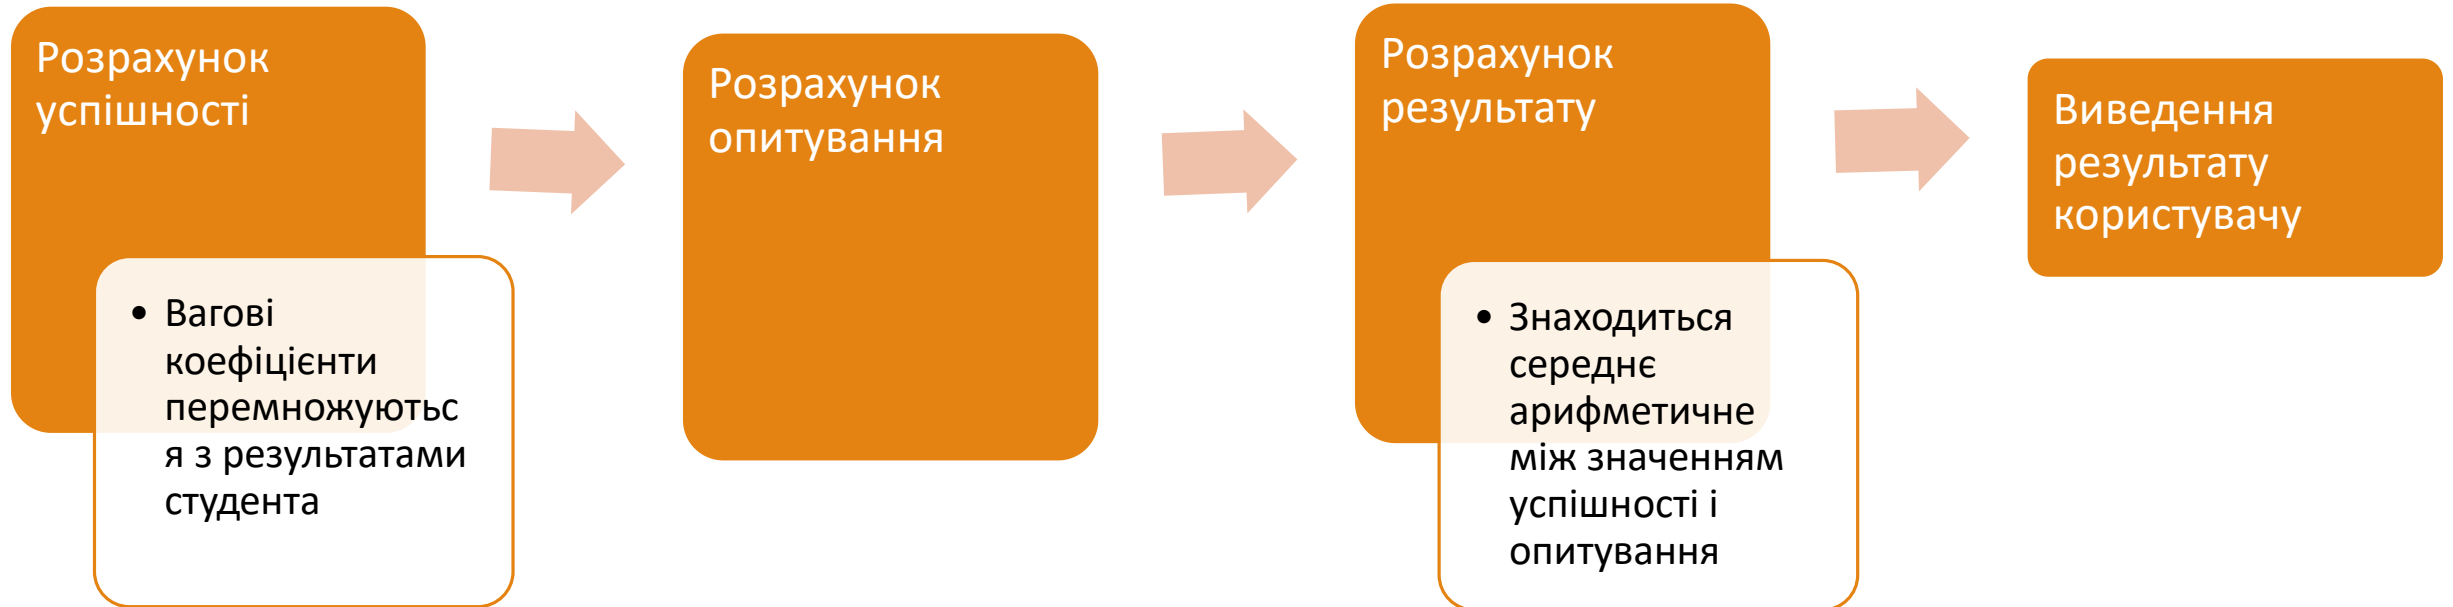 Розрахунок
успішності
• Вагові
коефіцієнти
перемножуютьс
я з результатами
студента
Розрахунок
опитування
Розрахунок
результату
• Знаходиться
середнє
арифметичне
між значенням
успішності і
опитування
Виведення
результату
користувачу